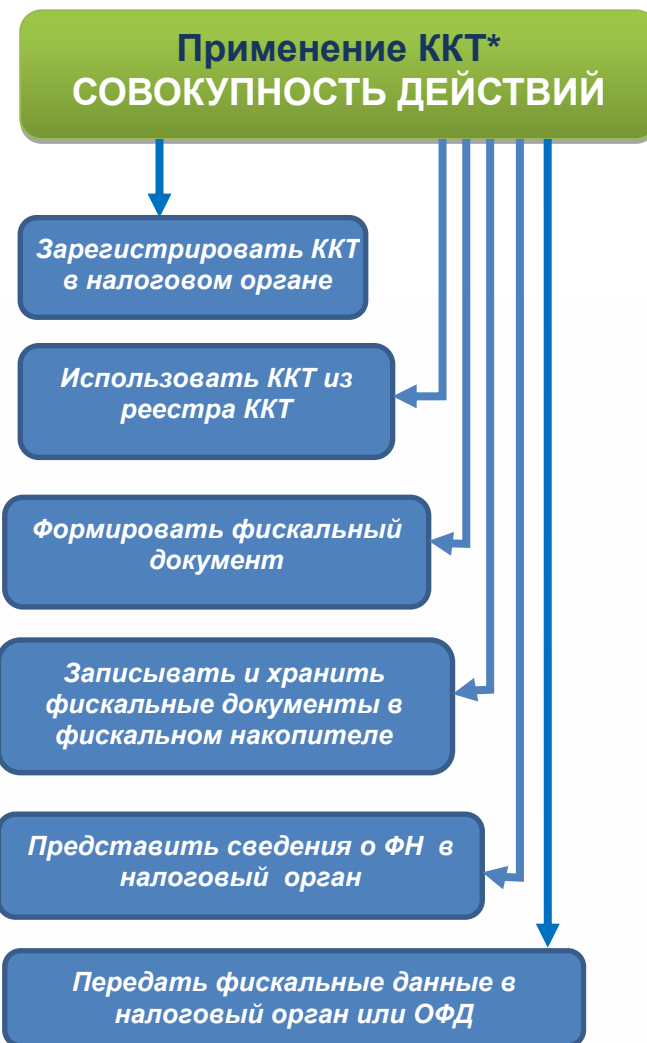 Применение ККТ*
СОВОКУПНОСТЬ ДЕЙСТВИЙ
Зарегистрировать ККТ
в налоговом органе
Использовать ККТ из
реестра ККТ
Формировать фискальный
документ
Записывать и хранить
фискальные документы в
фискальном накопителе
Представить сведения о ФН в
налоговый орган
Передать фискальные данные в
налоговый орган или ОФД